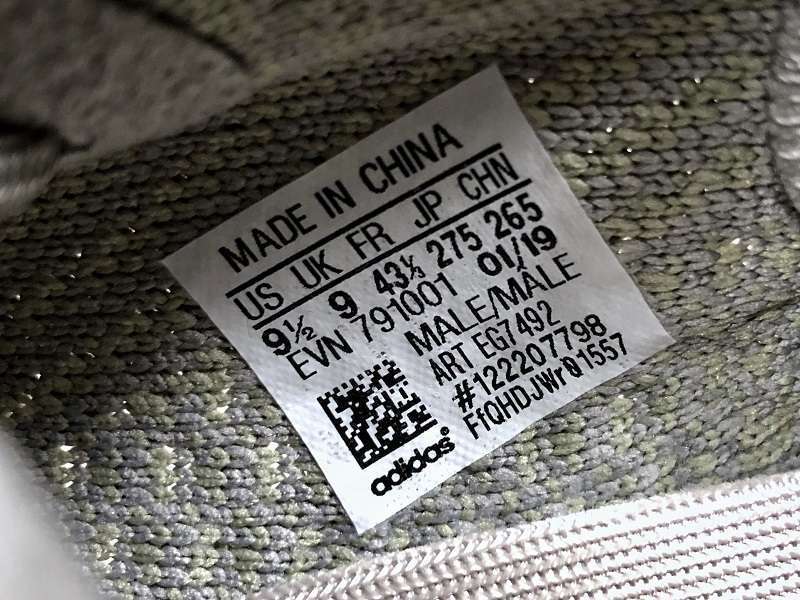 MADE IN CHINA
US UK FR JP CHN
9½ 9 43⅓ 275 265
EVN 791001 01/19
MALE/MÂLE
ART EG7492
#122207798
FfQHDJWr01557
adidas®